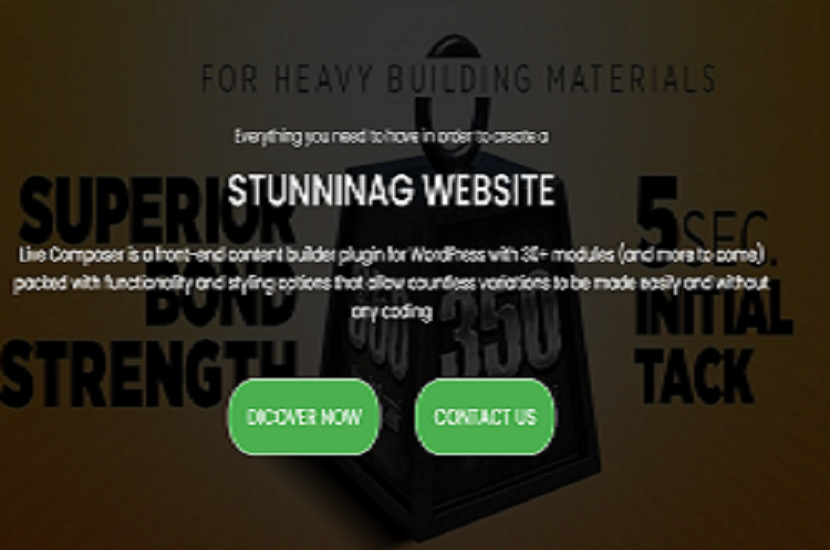 FOR HEAVY BUILDING MATERIALS
Everything you need to have in order to create a
STUNNINAG WEBSITE
SUPERIOR
BOND
STRENGTH
5 SEC.
INITIAL
TACK
Live Composer is a front-end content builder plugin for WordPress with 30+ modules (and more to come)
packed with functionality and styling options that allow countless variations to be made easily and without
any coding
350
350
DICOVER NOW
CONTACT US